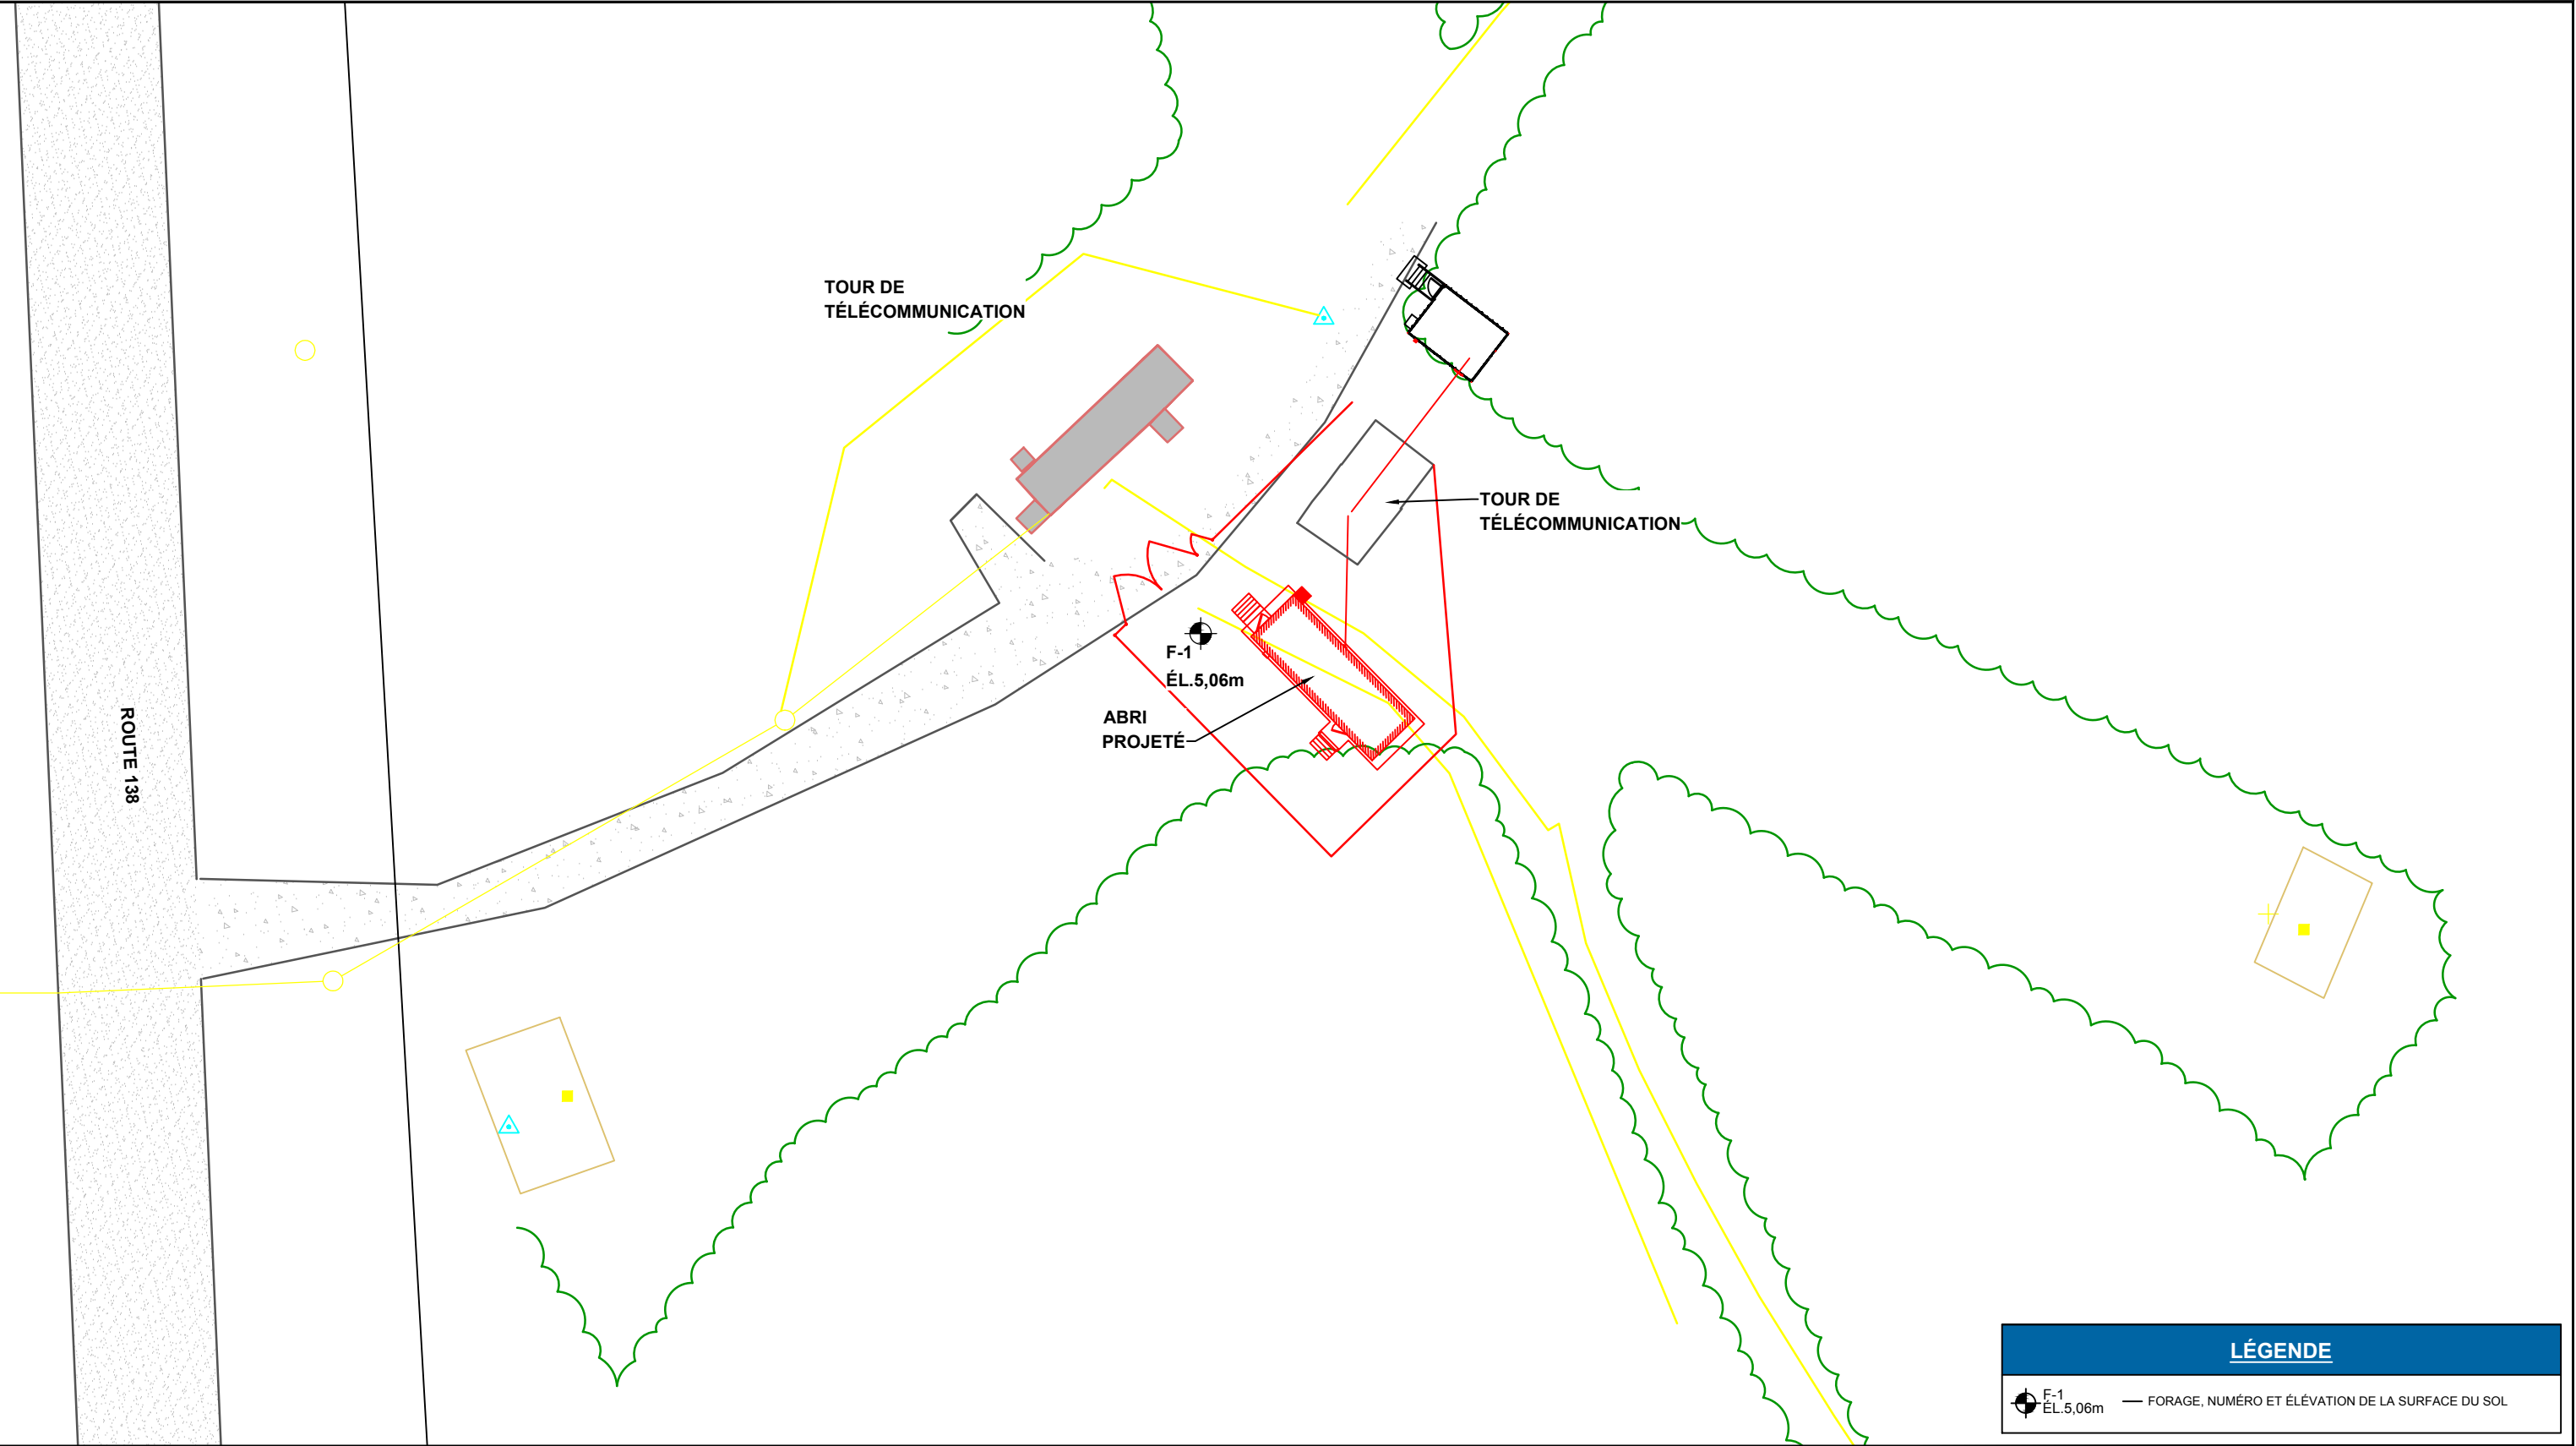 TOUR DE
TÉLÉCOMMUNICATION
TOUR DE
TÉLÉCOMMUNICATION
F-1
ÉL.5,06m
ABRI
PROJETÉ
ROUTE 138
LÉGENDE
F-1
ÉL.5,06m
FORAGE, NUMÉRO ET ÉLÉVATION DE LA SURFACE DU SOL